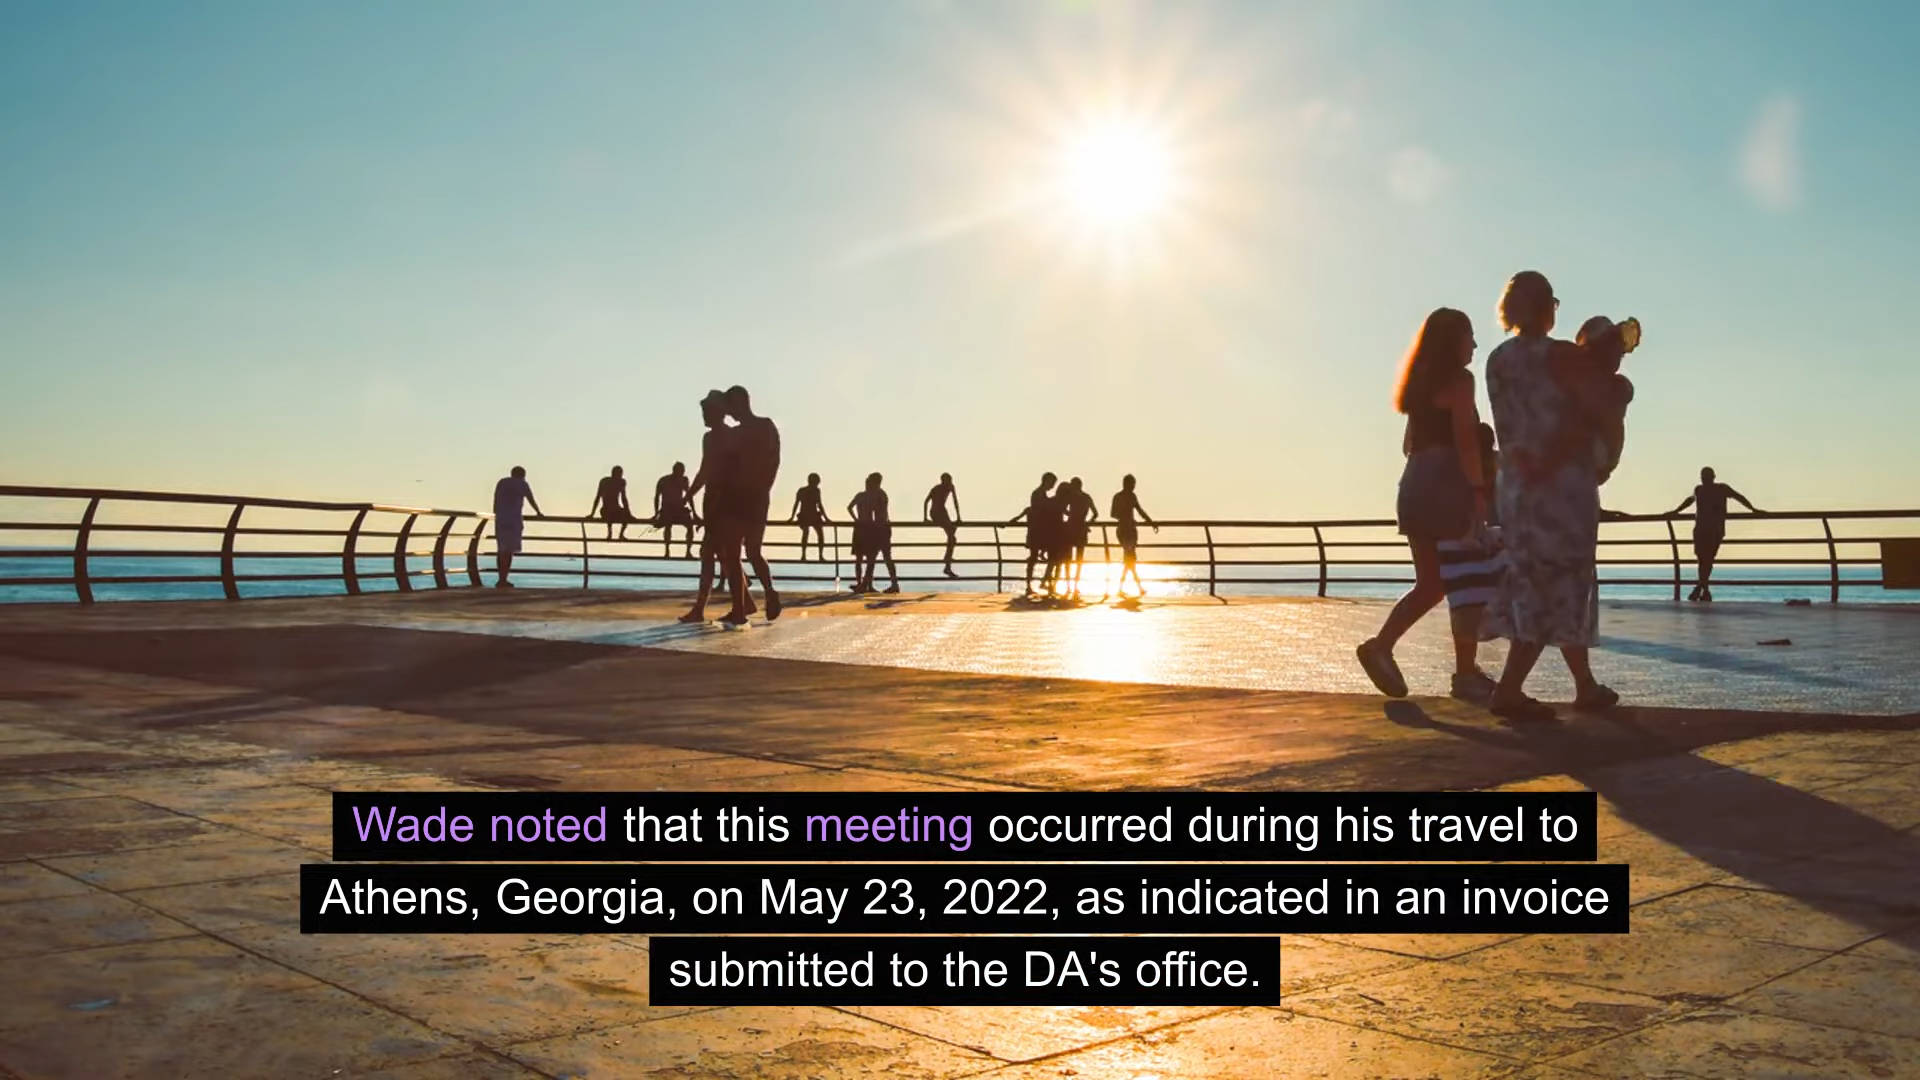 Wade noted that this meeting occurred during his travel to
Athens, Georgia, on May 23, 2022, as indicated in an invoice
submitted to the DA's office.